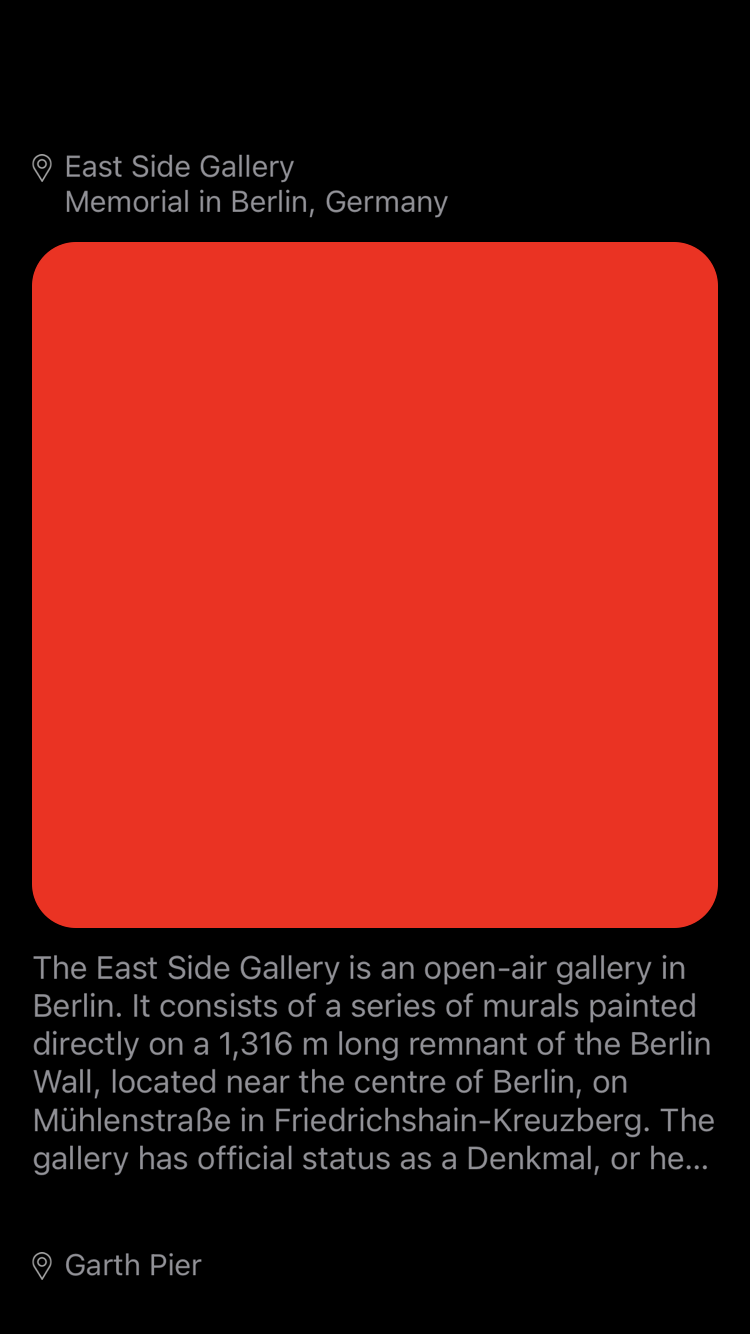 East Side Gallery
Memorial in Berlin, Germany
The East Side Gallery is an open-air gallery in
Berlin. It consists of a series of murals painted
directly on a 1,316 m long remnant of the Berlin
Wall, located near the centre of Berlin, on
Mühlenstraße in Friedrichshain-Kreuzberg. The
gallery has official status as a Denkmal, or he...
Garth Pier